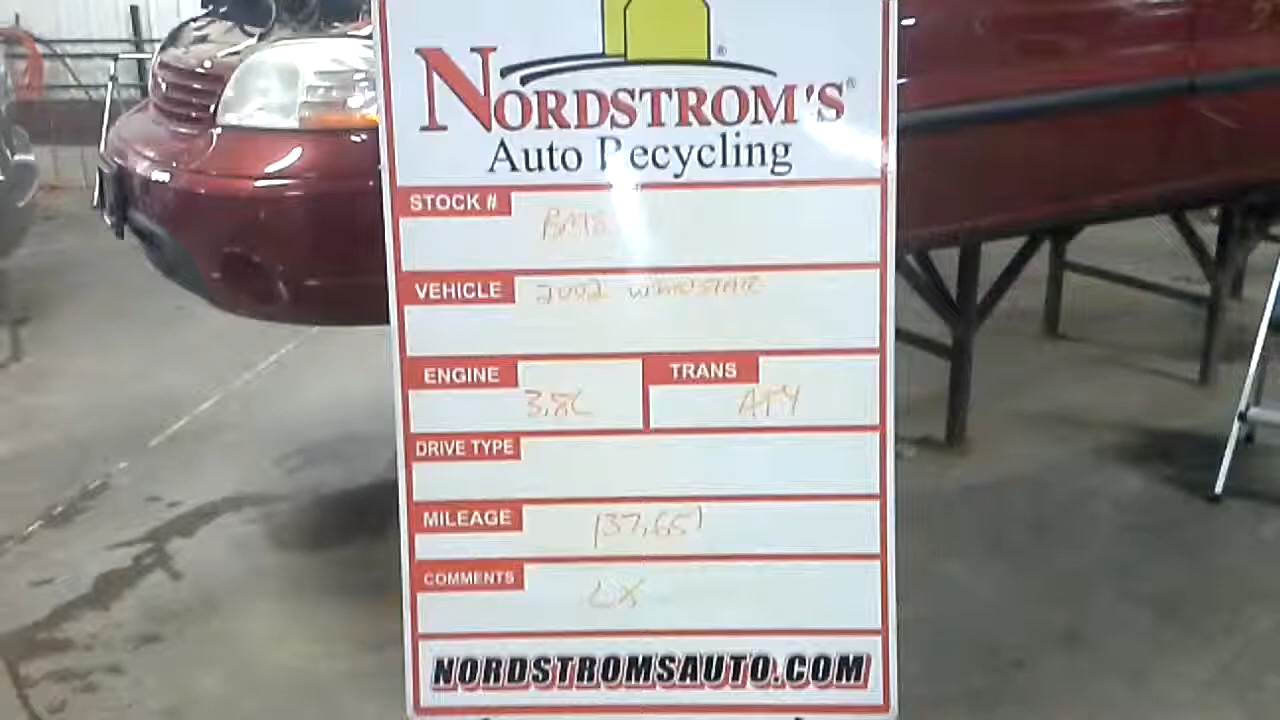 NORDSTROM'S®
Auto Recycling
STOCK #
VEHICLE 2002 WINDSTAR
ENGINE 3.8L TRANS
DRIVE TYPE
MILEAGE 137,651
COMMENTS LX
NORDSTROMSAUTO.COM